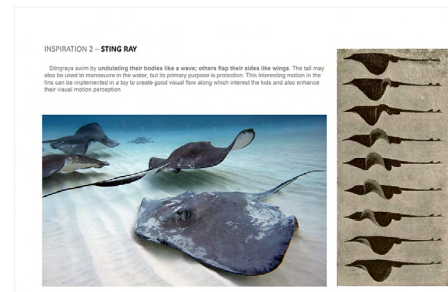 INSPIRATION 2 – STING RAY
Stingrays swim by undulating their bodies like a wave; others flap their sides like wings. The tail may
also be used to manoeuvre in the water, but its primary purpose is protection. This interesting motion in the
fins can be implemented in a toy to create good visual flow along which interest the kids and also enhance
their visual motion perception